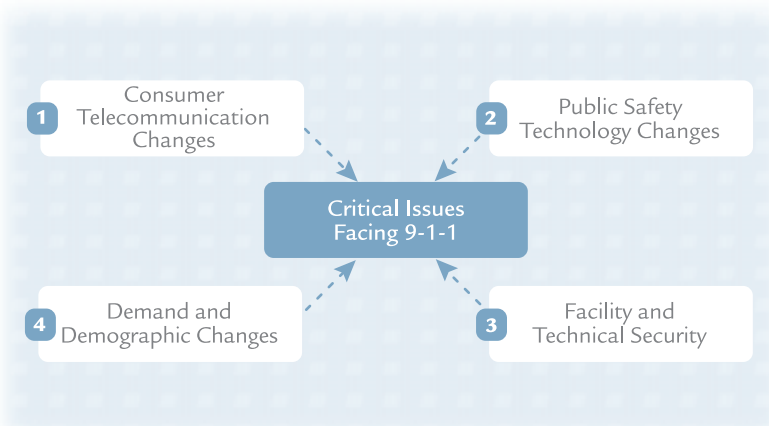 1
Consumer
Telecommunication
Changes
2
Public Safety
Technology Changes
Critical Issues
Facing 9-1-1
4
Demand and
Demographic Changes
3
Facility and
Technical Security